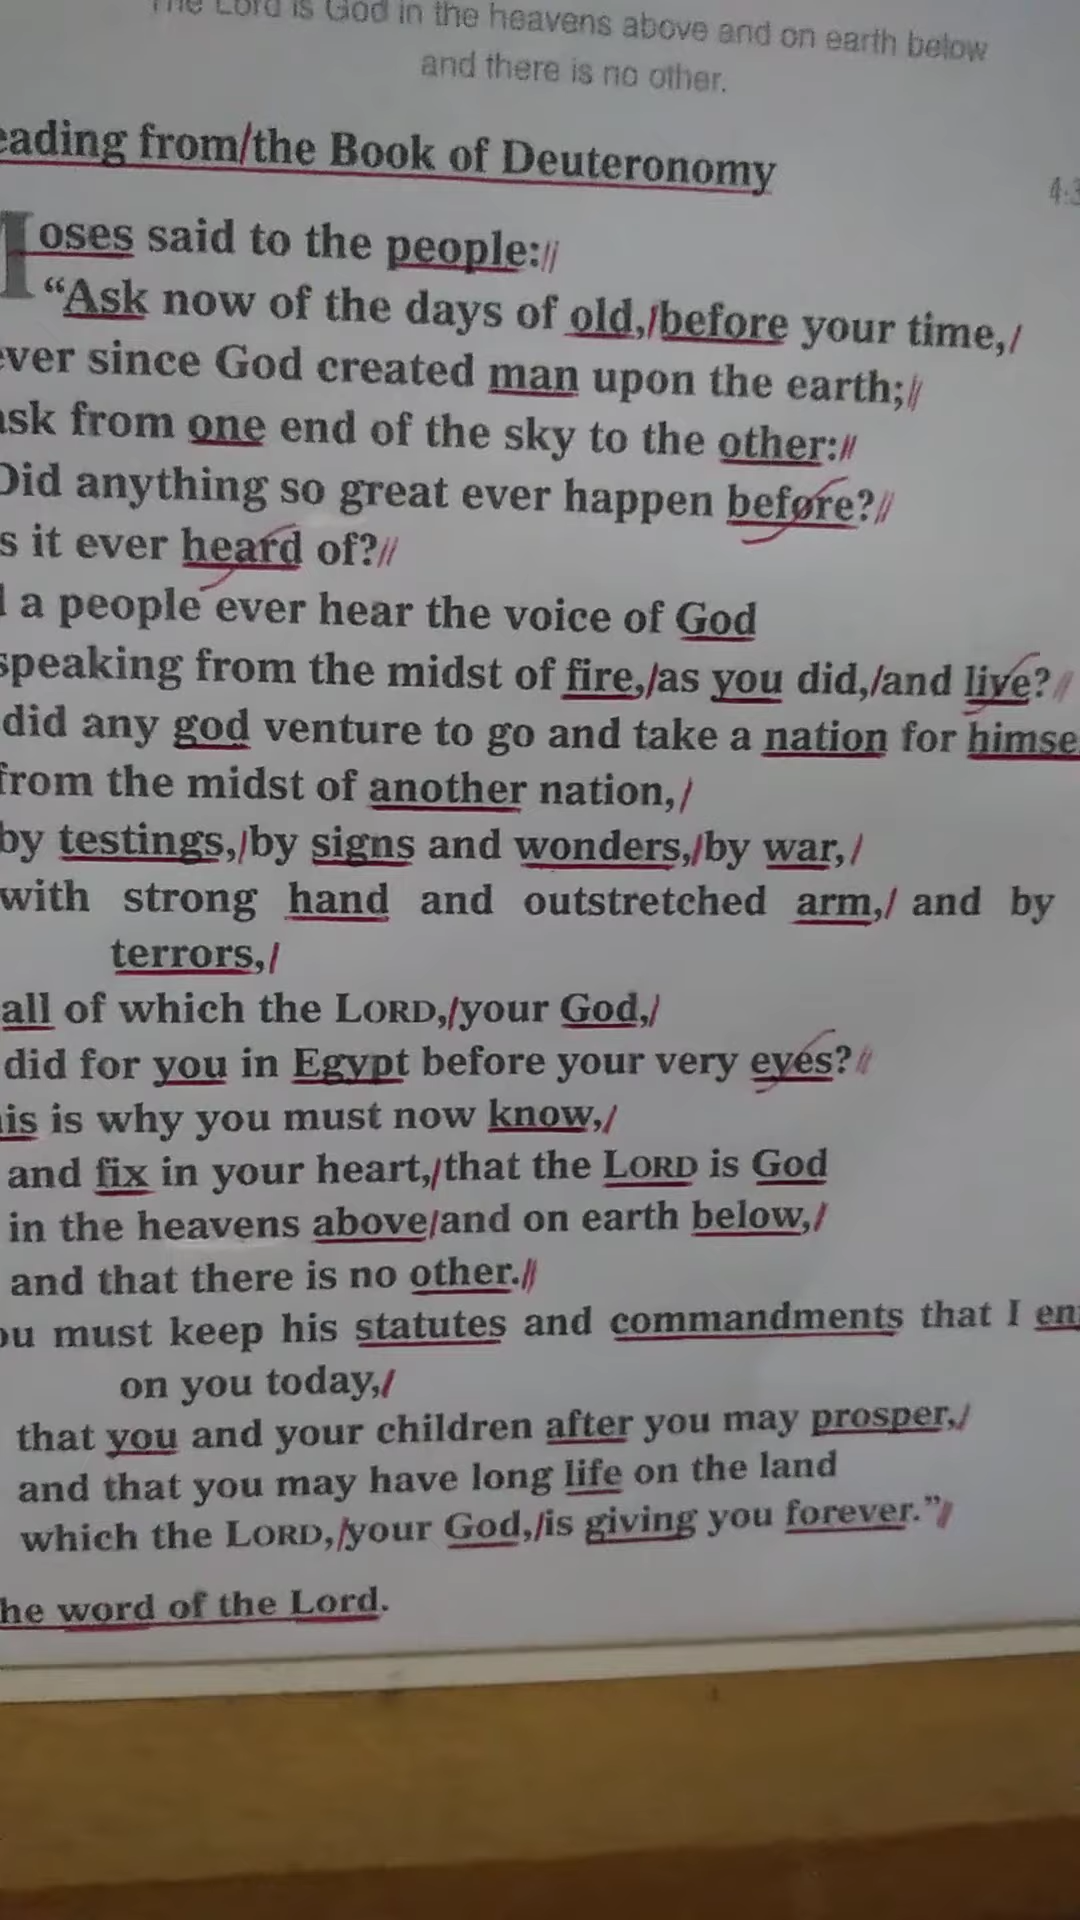 The Lord is God in the heavens above and on earth below
and there is no other.
eading from/the Book of Deuteronomy
4:3
Moses said to the people://
“Ask now of the days of old,/before your time,/
ever since God created man upon the earth;//
ask from one end of the sky to the other://
Did anything so great ever happen before?//
s it ever heard of?//
a people ever hear the voice of God
speaking from the midst of fire,/as you did,/and live?//
did any god venture to go and take a nation for himse
from the midst of another nation,/
by testings,/by signs and wonders,/by war,/
with strong hand and outstretched arm,/ and by
terrors,/
all of which the LORD,/your God,/
did for you in Egypt before your very eyes?//
is is why you must now know,/
and fix in your heart,/that the LORD is God
in the heavens above/and on earth below,/
and that there is no other.//
ou must keep his statutes and commandments that I en
on you today,/
that you and your children after you may prosper,/
and that you may have long life on the land
which the LORD,/your God,/is giving you forever.”//
he word of the Lord.